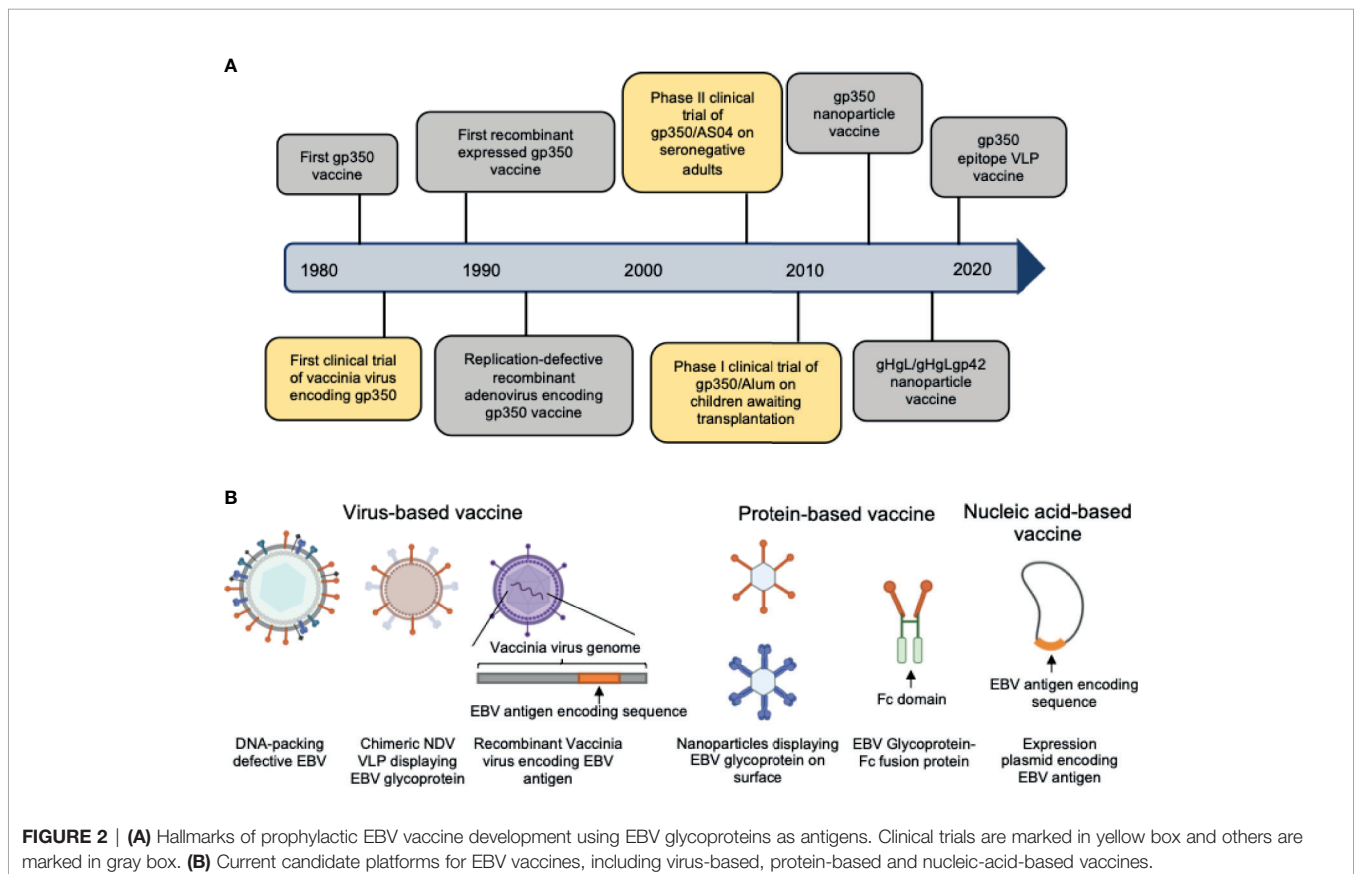 A
First gp350
vaccine
First recombinant
expressed gp350
vaccine
Phase II clinical
trial of
gp350/AS04 on
seronegative
adults
gp350
nanoparticle
vaccine
gp350
epitope VLP
vaccine
1980
1990
2000
2010
2020
First clinical trial
of vaccinia virus
encoding gp350
Replication-defective
recombinant
adenovirus encoding
gp350 vaccine
Phase I clinical trial of
gp350/Alum on
children awaiting
transplantation
gHgL/gHgLgp42
nanoparticle
vaccine
B
Virus-based vaccine
Vaccinia virus genome
EBV antigen encoding sequence
DNA-packing
defective EBV
Chimeric NDV
VLP displaying
EBV glycoprotein
Recombinant Vaccinia
virus encoding EBV
antigen
Protein-based vaccine
Fc domain
Nanoparticles displaying
EBV glycoprotein on
surface
EBV Glycoprotein-
Fc fusion protein
Nucleic acid-based
vaccine
EBV antigen encoding
sequence
Expression
plasmid encoding
EBV antigen
FIGURE 2 | (A) Hallmarks of prophylactic EBV vaccine development using EBV glycoproteins as antigens. Clinical trials are marked in yellow box and others are
marked in gray box. (B) Current candidate platforms for EBV vaccines, including virus-based, protein-based and nucleic-acid-based vaccines.